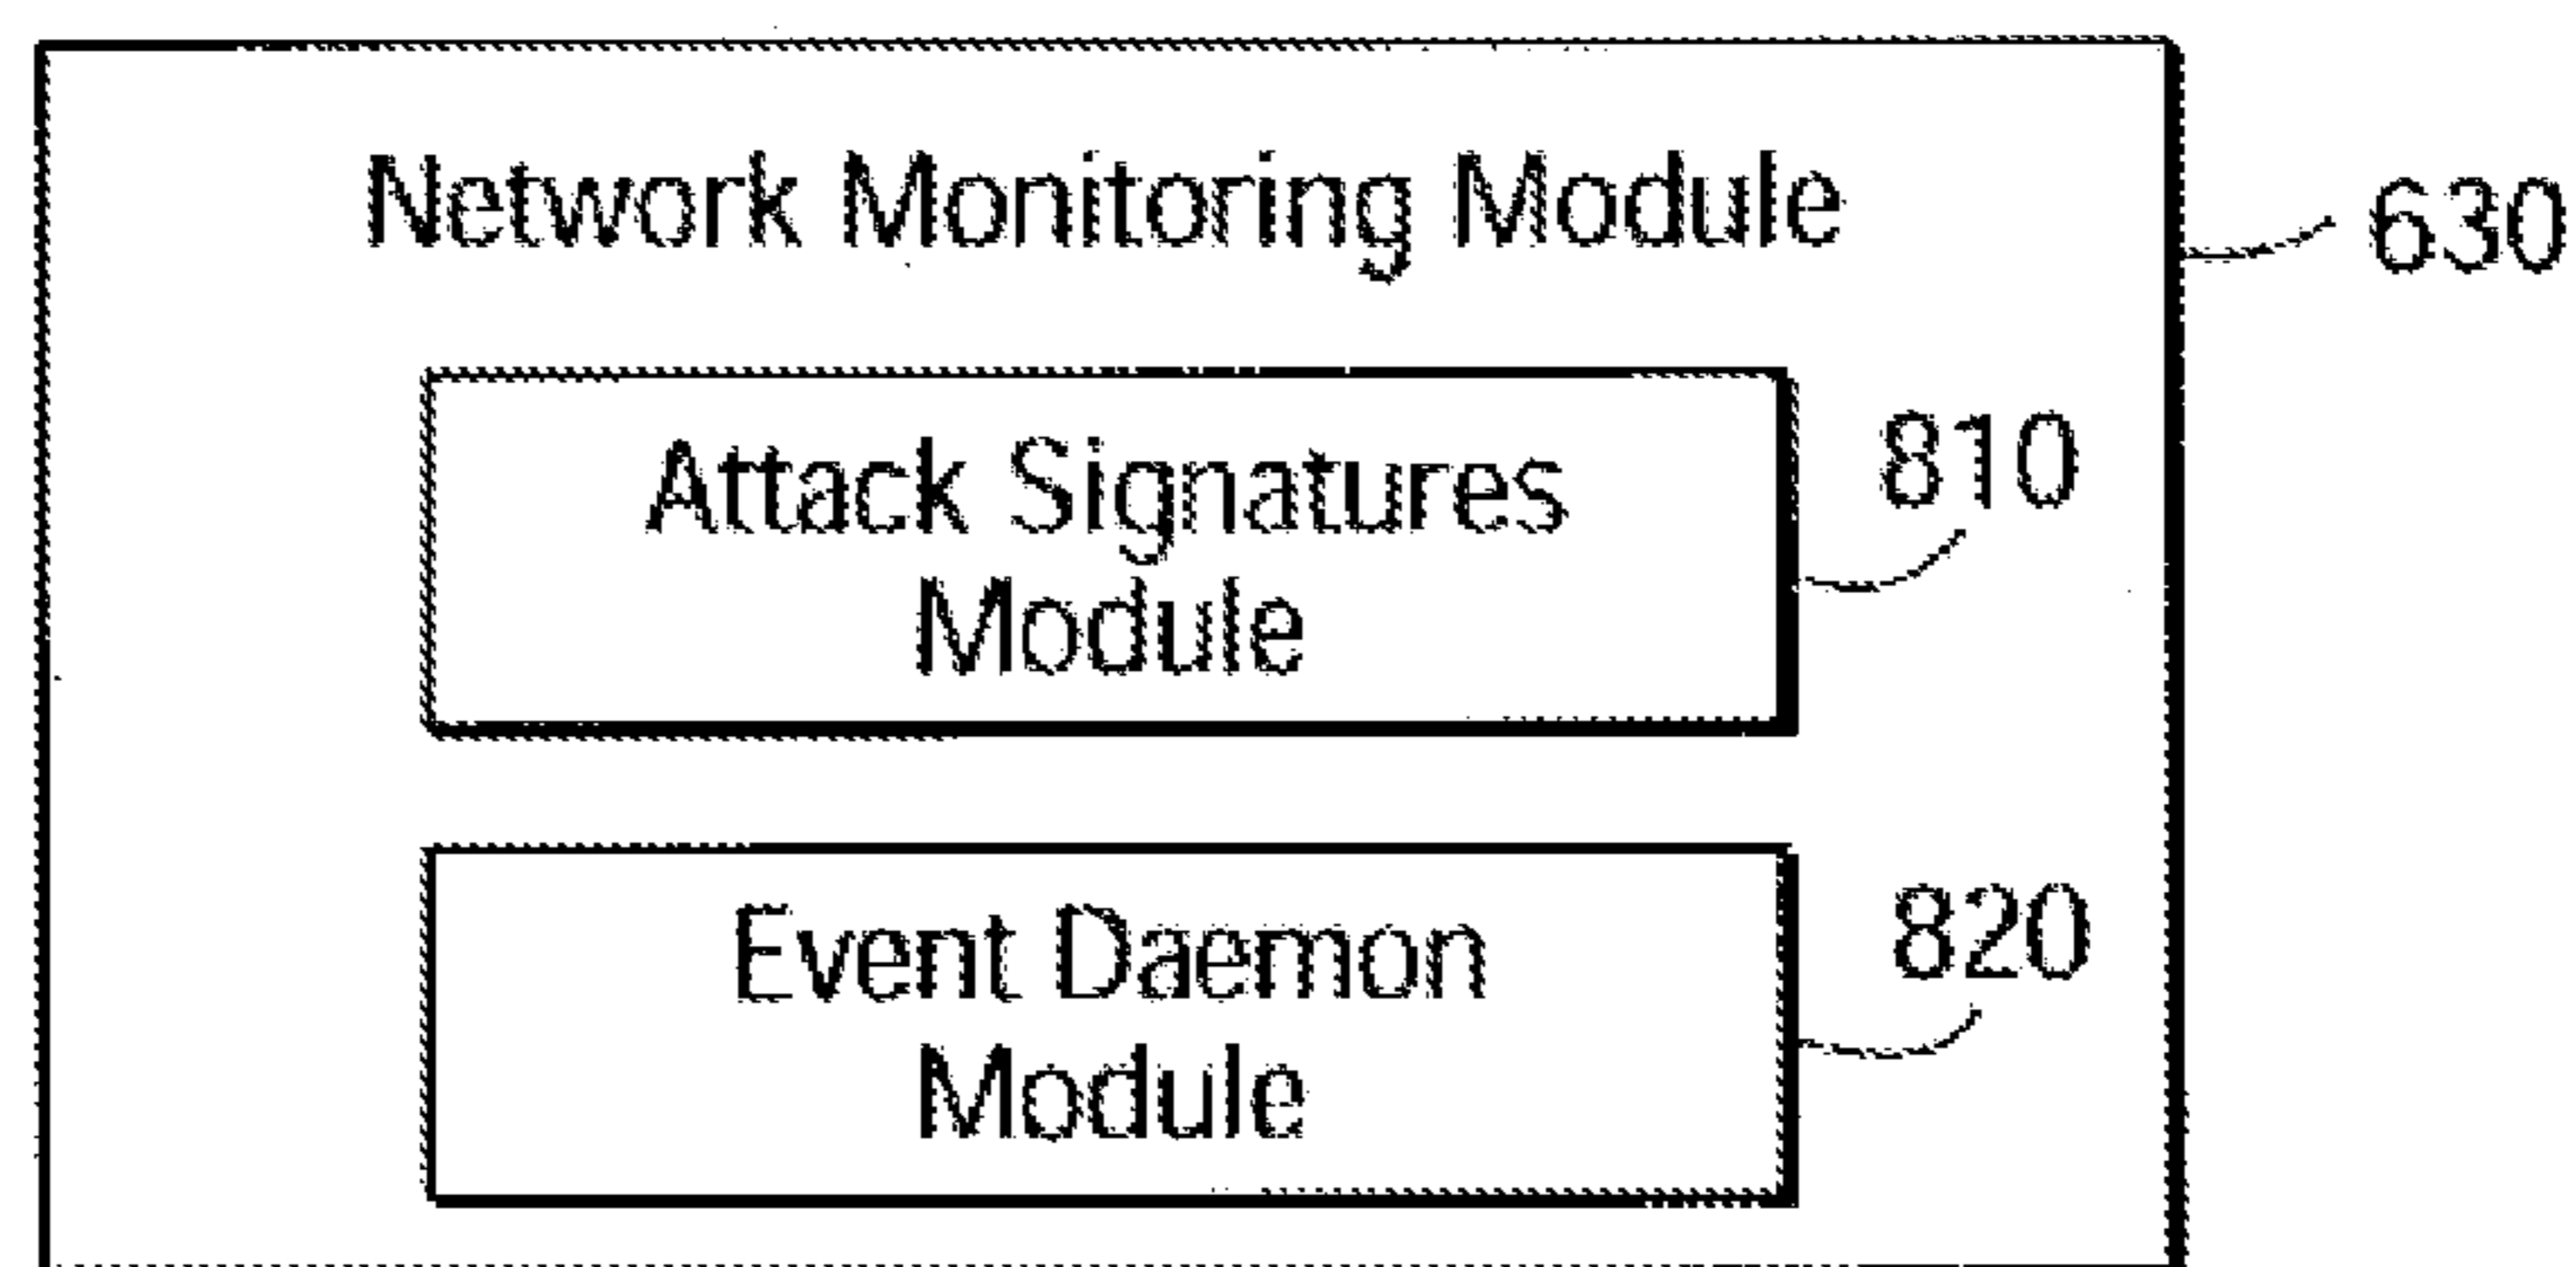 Network Monitoring Module
630
Attack Signatures
Module
810
Event Daemon
Module
820